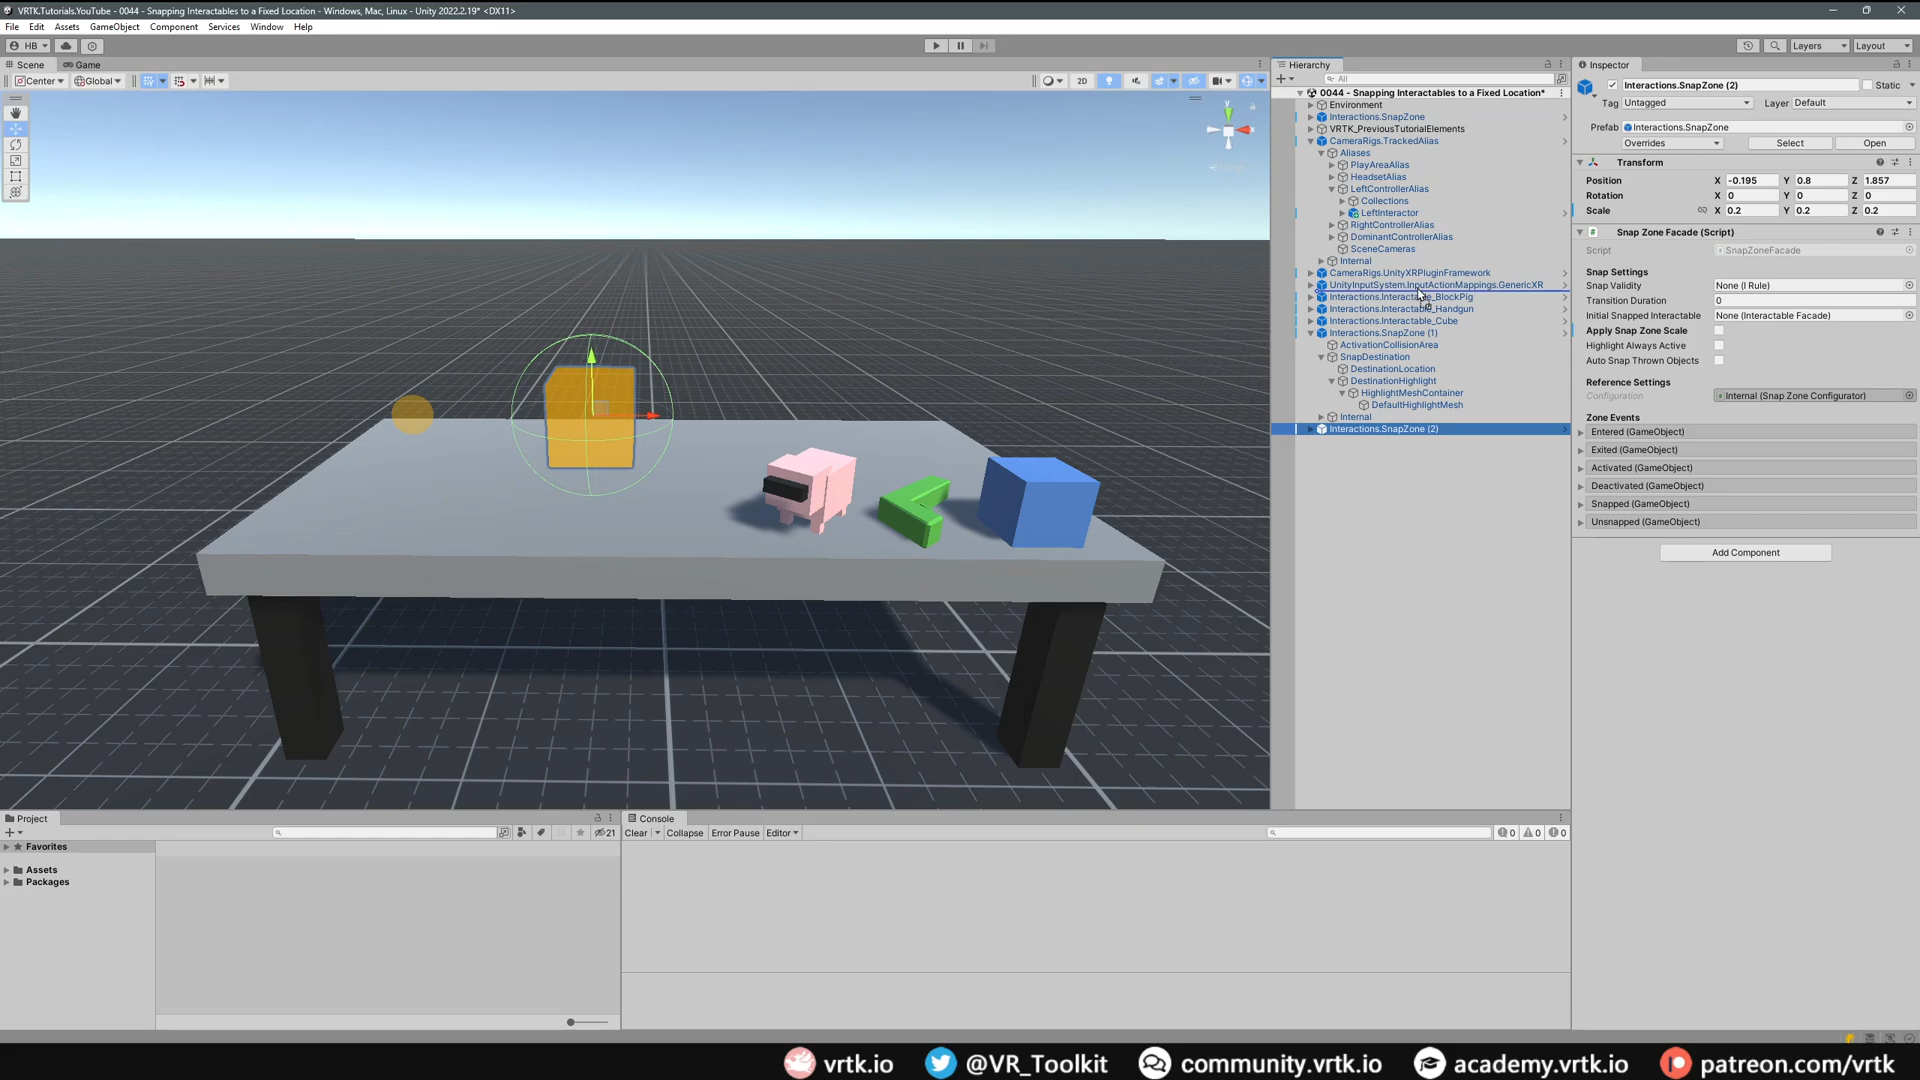 VRTK.Tutorials.YouTube - 0044 - Snapping Interactables to a Fixed Location - Windows, Mac, Linux - Unity 2022.2.19* <DX11>
File Edit Assets GameObject Component Services Window Help
HB Layers Layout
Scene Game
Center Global 2D
y x
Hierarchy
All
0044 - Snapping Interactables to a Fixed Location*
Environment
Interactions.SnapZone
VRTK_PreviousTutorialElements
CameraRigs.TrackedAlias
Aliases
PlayAreaAlias
HeadsetAlias
LeftControllerAlias
Collections
LeftInteractor
RightControllerAlias
DominantControllerAlias
SceneCameras
Internal
CameraRigs.UnityXRPluginFramework
UnityInputSystem.InputActionMappings.GenericXR
Interactions.Interactable_BlockPig
Interactions.Interactable_Handgun
Interactions.Interactable_Cube
Interactions.SnapZone (1)
ActivationCollisionArea
SnapDestination
DestinationLocation
DestinationHighlight
HighlightMeshContainer
DefaultHighlightMesh
Internal
Interactions.SnapZone (2)
Inspector
Interactions.SnapZone (2) Static
Tag Untagged Layer Default
Prefab Interactions.SnapZone
Overrides Select Open
Transform
Position X -0.195 Y 0.8 Z 1.857
Rotation X 0 Y 0 Z 0
Scale X 0.2 Y 0.2 Z 0.2
Snap Zone Facade (Script)
Script SnapZoneFacade
Snap Settings
Snap Validity None (I Rule)
Transition Duration 0
Initial Snapped Interactable None (Interactable Facade)
Apply Snap Zone Scale
Highlight Always Active
Auto Snap Thrown Objects
Reference Settings
Configuration Internal (Snap Zone Configurator)
Zone Events
Entered (GameObject)
Exited (GameObject)
Activated (GameObject)
Deactivated (GameObject)
Snapped (GameObject)
Unsnapped (GameObject)
Add Component
Project
21
Favorites
Assets
Packages
Console
Clear Collapse Error Pause Editor 0 0 0
vrtk.io @VR_Toolkit community.vrtk.io academy.vrtk.io patreon.com/vrtk